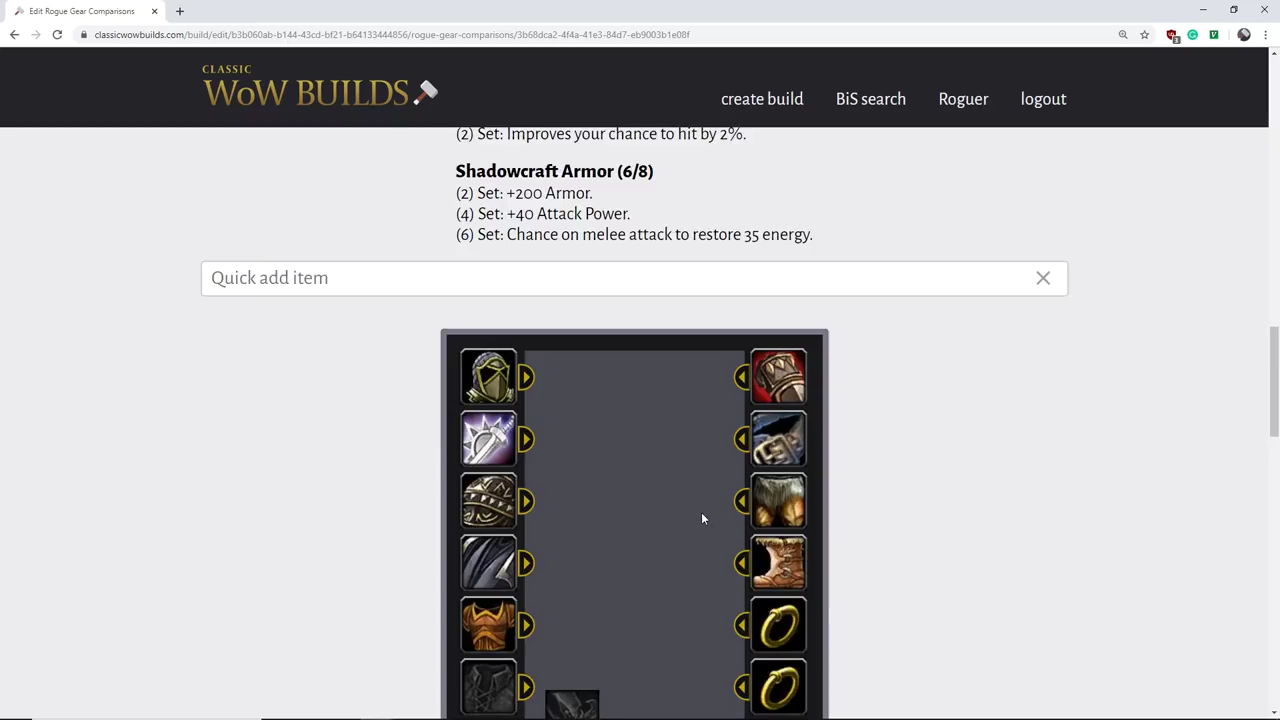 Edit Rogue Gear Comparisons
classicwowbuilds.com/build/edit/b3b060ab-b144-43cd-bf21-b64133444856/rogue-gear-comparisons/3b68dca2-4f4a-41e3-84d7-eb9003b1e08f
3
CLASSIC
WoW BUILDS
create build
BiS search
Roguer
logout
(2) Set: Improves your chance to hit by 2%.
Shadowcraft Armor (6/8)
(2) Set: +200 Armor.
(4) Set: +40 Attack Power.
(6) Set: Chance on melee attack to restore 35 energy.
Quick add item